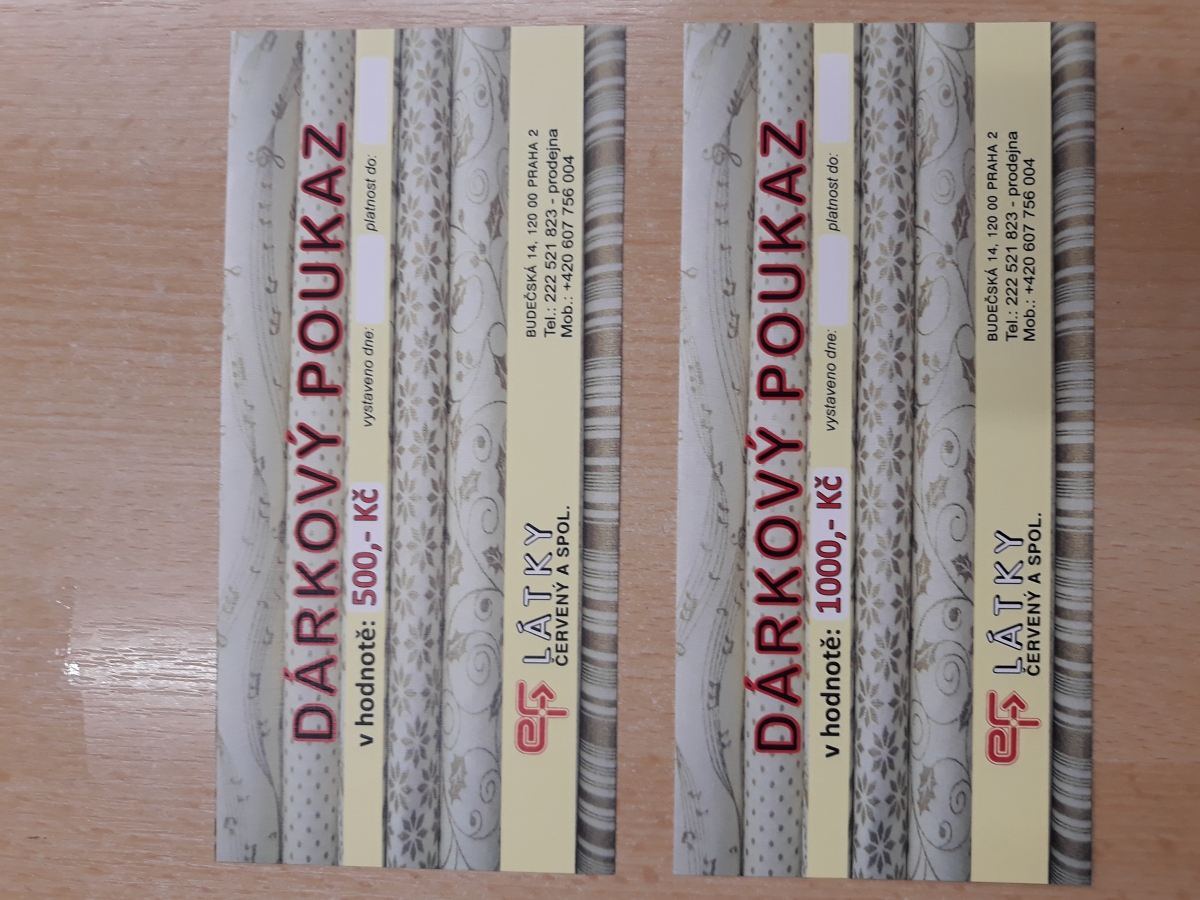 DÁRKOVÝ POUKAZ
v hodnotě: 500,- Kč vystaveno dne: platnost do:
ef LÁTKY
ČERVENÝ A SPOL.
BUDEČSKÁ 14, 120 00 PRAHA 2
Tel.: 222 521 823 - prodejna
Mob.: +420 607 756 004
DÁRKOVÝ POUKAZ
v hodnotě: 1000,- Kč vystaveno dne: platnost do:
ef LÁTKY
ČERVENÝ A SPOL.
BUDEČSKÁ 14, 120 00 PRAHA 2
Tel.: 222 521 823 - prodejna
Mob.: +420 607 756 004